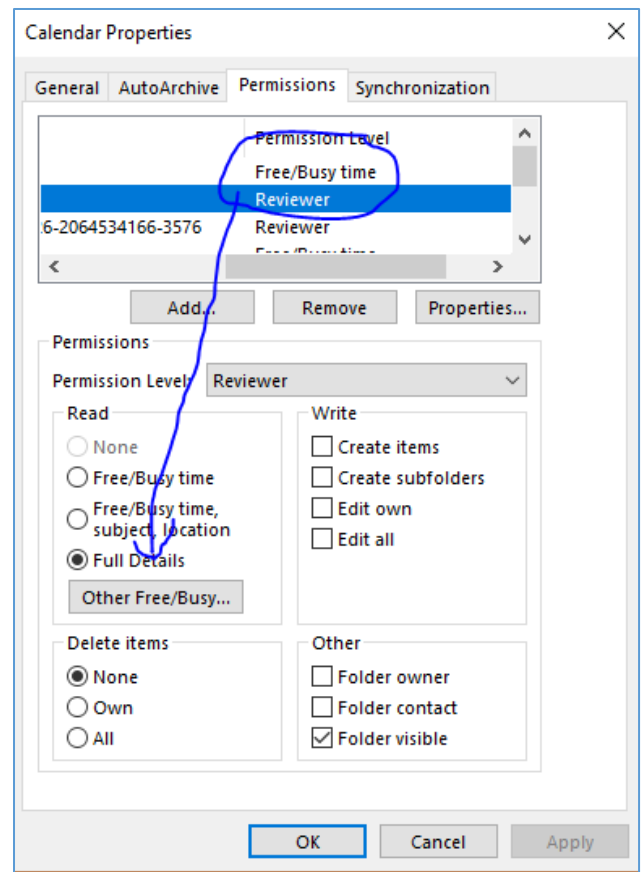 Calendar Properties
General AutoArchive Permissions Synchronization
Permission Level
Free/Busy time
Reviewer
6-2064534166-3576 Reviewer
Free/Busy time
Add... Remove Properties...
Permissions
Permission Level: Reviewer
Read Write
None Create items
Free/Busy time Create subfolders
Free/Busy time, Edit own
subject, location
Edit all
Full Details
Other Free/Busy...
Delete items Other
None Folder owner
Own Folder contact
All Folder visible
OK Cancel Apply